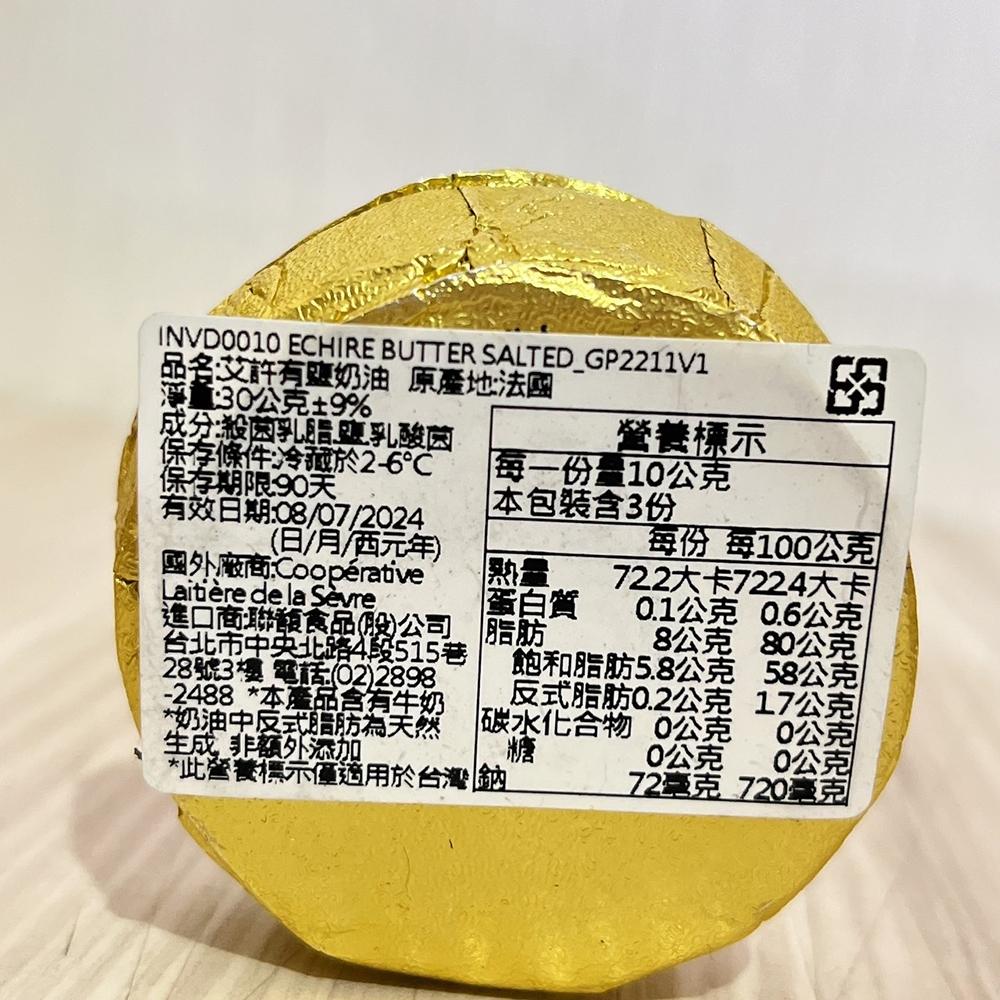 INVD0010 ECHIRE BUTTER SALTED_GP2211V1
品名:艾許有鹽奶油 原產地:法國
淨重:30公克±9%
成分:殺菌乳脂.鹽.乳酸菌
保存條件:冷藏於2-6°C
保存期限:90天
有效日期:08/07/2024
(日/月/西元年)
國外廠商:Coopérative
Laitière de la Sèvre
進口商:聯馥食品(股)公司
台北市中央北路4段515巷
28號3樓 電話:(02)2898
-2488 *本產品含有牛奶
*奶油中反式脂肪為天然
生成 非額外添加
*此營養標示僅適用於台灣
營養標示
每一份量10公克
本包裝含3份
每份 每100公克
熱量 72.2大卡 722.4大卡
蛋白質 0.1公克 0.6公克
脂肪 8公克 80公克
飽和脂肪 5.8公克 58公克
反式脂肪 0.2公克 1.7公克
碳水化合物 0公克 0公克
糖 0公克 0公克
鈉 72毫克 720毫克